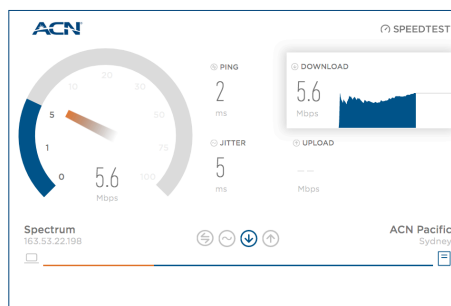 ACN
SPEEDTEST
PING
2
ms
DOWNLOAD
5.6
Mbps
JITTER
5
ms
UPLOAD
--
Mbps
0
1
5
10
20
30
50
75
100
5.6
Mbps
Spectrum
163.53.22.198
ACN Pacific
Sydney